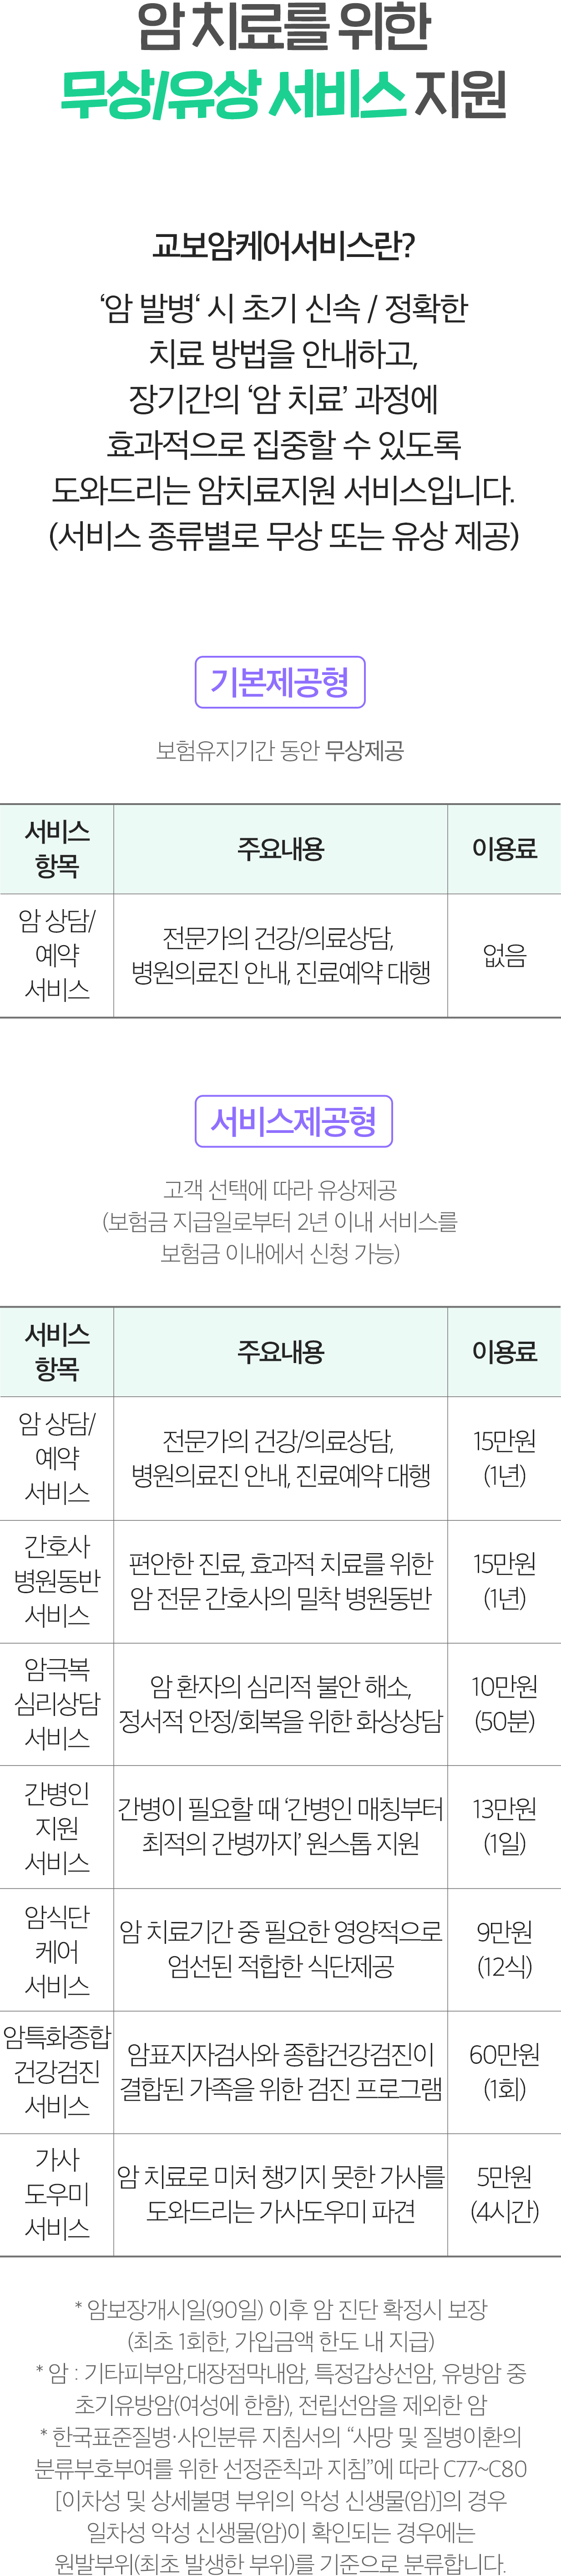 암 치료를 위한
무상/유상 서비스 지원
교보암케어서비스란?
‘암 발병‘ 시 초기 신속 / 정확한
치료 방법을 안내하고,
장기간의 ‘암 치료’ 과정에
효과적으로 집중할 수 있도록
도와드리는 암치료지원 서비스입니다.
(서비스 종류별로 무상 또는 유상 제공)
기본제공형
보험유지기간 동안 무상제공
서비스
항목
주요내용
이용료
암 상담/
예약
서비스
전문가의 건강/의료상담,
병원의료진 안내, 진료예약 대행
없음
서비스제공형
고객 선택에 따라 유상제공
(보험금 지급일로부터 2년 이내 서비스를
보험금 이내에서 신청 가능)
서비스
항목
주요내용
이용료
암 상담/
예약
서비스
전문가의 건강/의료상담,
병원의료진 안내, 진료예약 대행
15만원
(1년)
간호사
병원동반
서비스
편안한 진료, 효과적 치료를 위한
암 전문 간호사의 밀착 병원동반
15만원
(1년)
암극복
심리상담
서비스
암 환자의 심리적 불안 해소,
정서적 안정/회복을 위한 화상상담
10만원
(50분)
간병인
지원
서비스
간병이 필요할 때 ‘간병인 매칭부터
최적의 간병까지’ 원스톱 지원
13만원
(1일)
암식단
케어
서비스
암 치료기간 중 필요한 영양적으로
엄선된 적합한 식단제공
9만원
(12식)
암특화종합
건강검진
서비스
암표지자검사와 종합건강검진이
결합된 가족을 위한 검진 프로그램
60만원
(1회)
가사
도우미
서비스
암 치료로 미처 챙기지 못한 가사를
도와드리는 가사도우미 파견
5만원
(4시간)
* 암보장개시일(90일) 이후 암 진단 확정시 보장
(최초 1회한, 가입금액 한도 내 지급)
* 암 : 기타피부암,대장점막내암, 특정갑상선암, 유방암 중
초기유방암(여성에 한함), 전립선암을 제외한 암
* 한국표준질병·사인분류 지침서의 “사망 및 질병이환의
분류부호부여를 위한 선정준칙과 지침”에 따라 C77~C80
[이차성 및 상세불명 부위의 악성 신생물(암)]의 경우
일차성 악성 신생물(암)이 확인되는 경우에는
원발부위(최초 발생한 부위)를 기준으로 분류합니다.